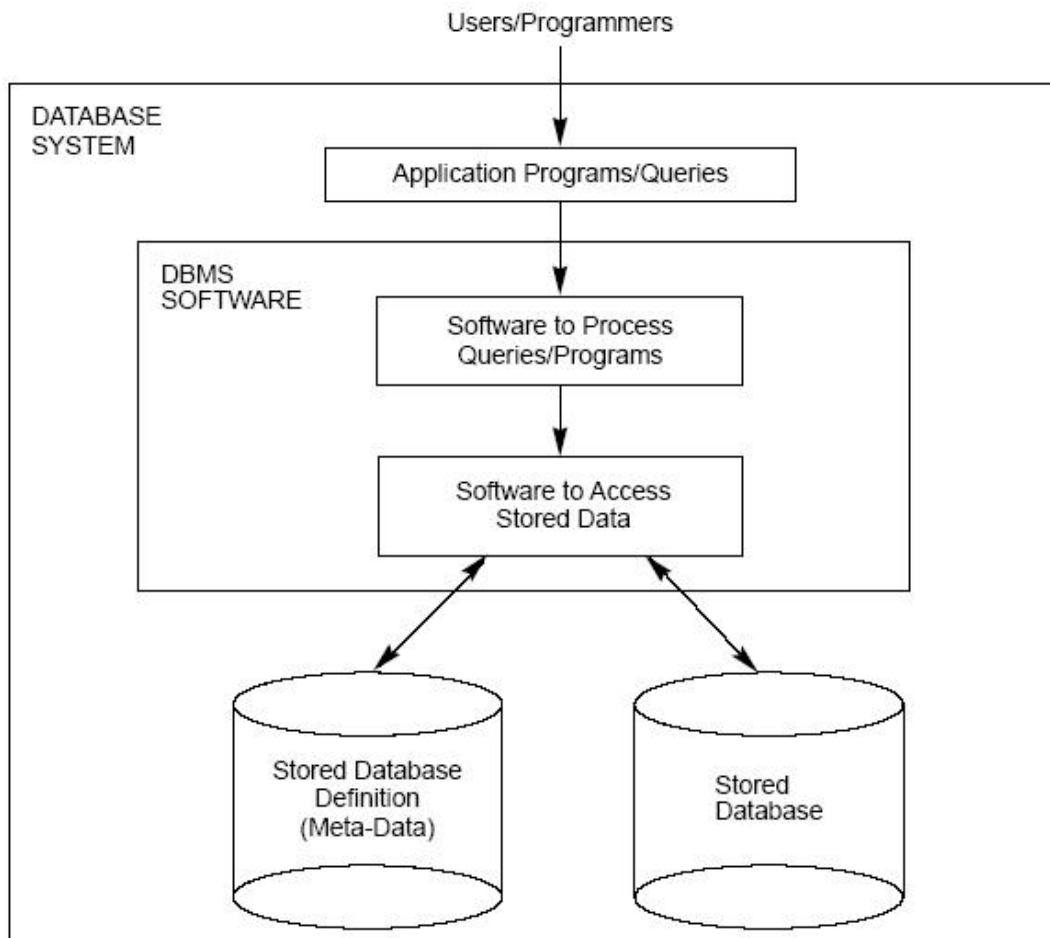 Users/Programmers
DATABASE
SYSTEM
Application Programs/Queries
DBMS
SOFTWARE
Software to Process
Queries/Programs
Software to Access
Stored Data
Stored Database
Definition
(Meta-Data)
Stored
Database